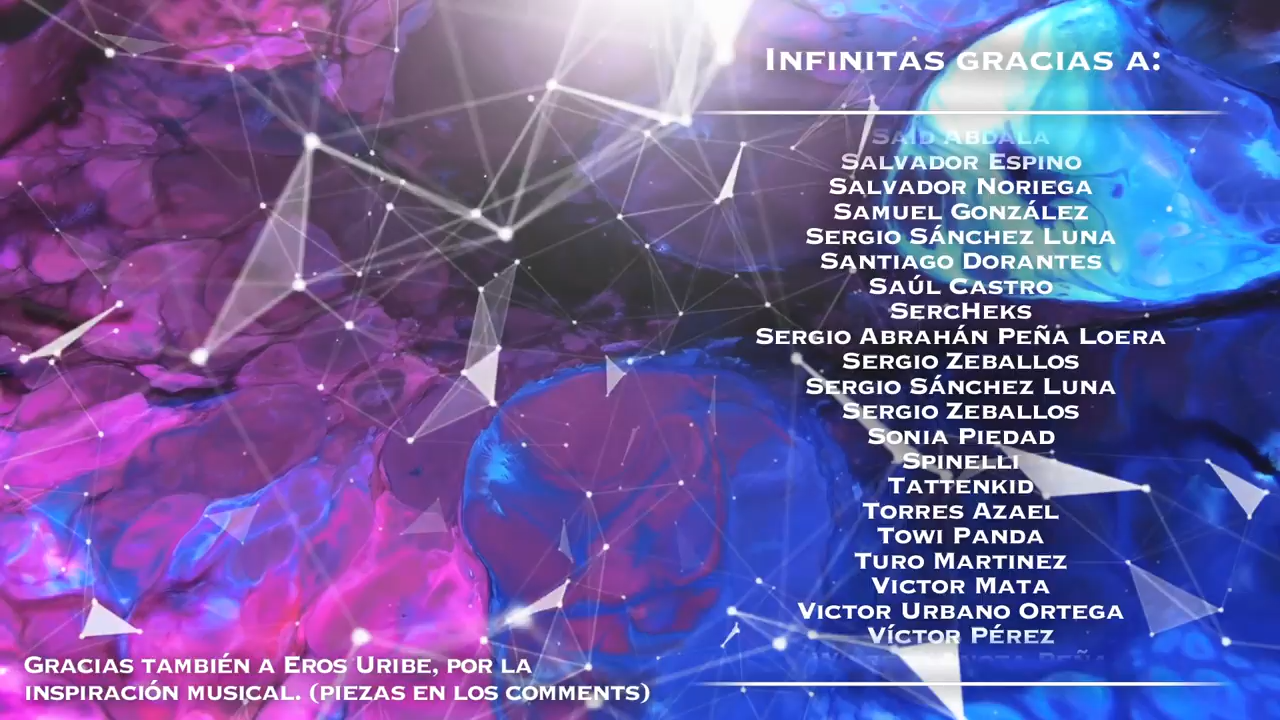 Infinitas gracias a:
Said Abdala
Salvador Espino
Salvador Noriega
Samuel González
Sergio Sánchez Luna
Santiago Dorantes
Saúl Castro
SercHeks
Sergio Abrahán Peña Loera
Sergio Zeballos
Sergio Sánchez Luna
Sergio Zeballos
Sonia Piedad
Spinelli
Tattenkid
Torres Azael
Towi Panda
Turo Martinez
Victor Mata
Victor Urbano Ortega
Víctor Pérez
Peña
Gracias también a Eros Uribe, por la
inspiración musical. (piezas en los comments)